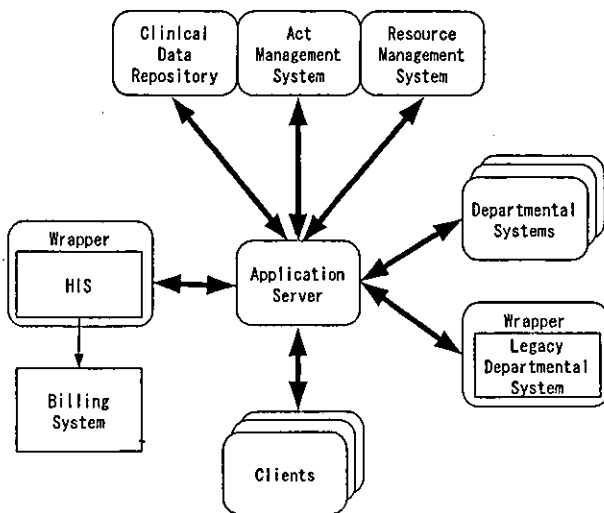 Clinical
Data
Repository
Act
Management
System
Resource
Management
System
Departmental
Systems
Wrapper
HIS
Application
Server
Wrapper
Legacy
Departmental
System
Billing
System
Clients